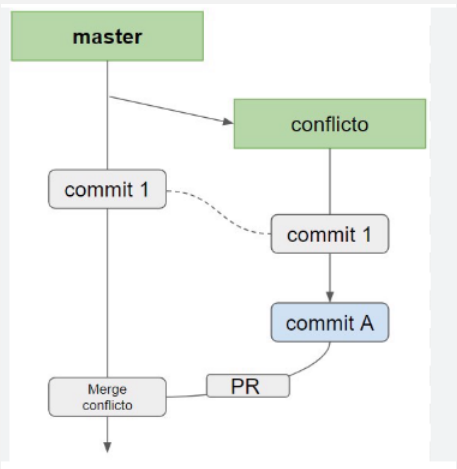 master
conflicto
commit 1
commit 1
commit A
PR
Merge
conflicto